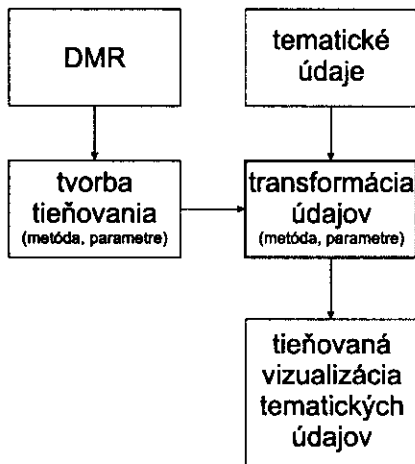 DMR
tematické
údaje
tvorba
tieňovania
(metóda, parametre)
transformácia
údajov
(metóda, parametre)
tieňovaná
vizualizácia
tematických
údajov